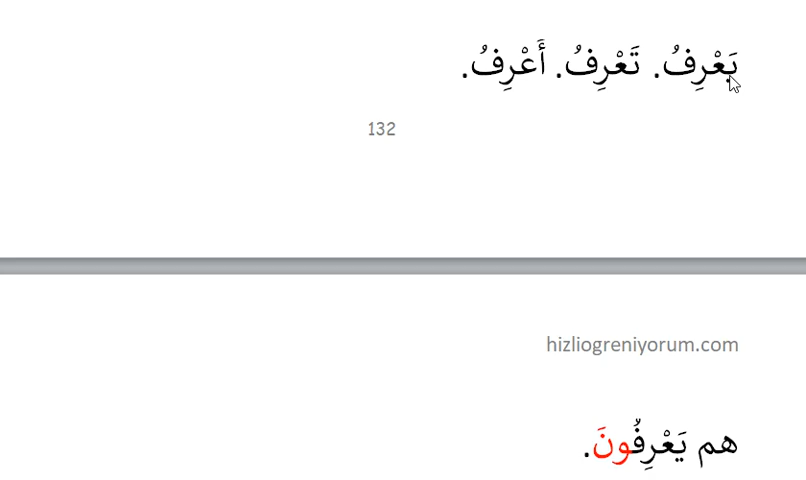 يَعْرِفُ. تَعْرِفُ. أَعْرِفُ.
132
hizliogreniyorum.com
هم يَعْرِفُونَ.